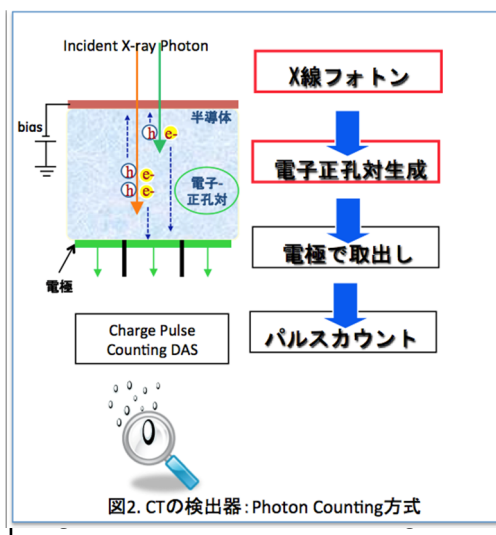 Incident X-ray Photon
半導体
bias
h e-
h e-
h e-
電子-
正孔対
電極
Charge Pulse
Counting DAS
X線フォトン
電子正孔対生成
電極で取出し
パルスカウント
図2. CTの検出器:Photon Counting方式